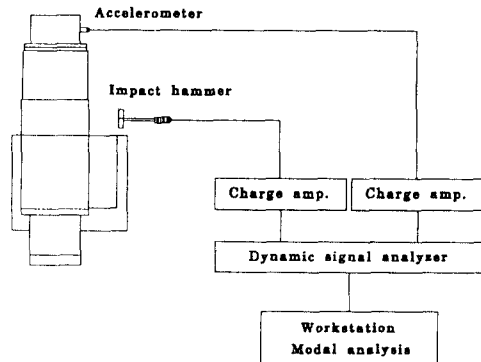 Accelerometer
Impact hammer
Charge amp.
Charge amp.
Dynamic signal analyzer
Workstation
Modal analysis